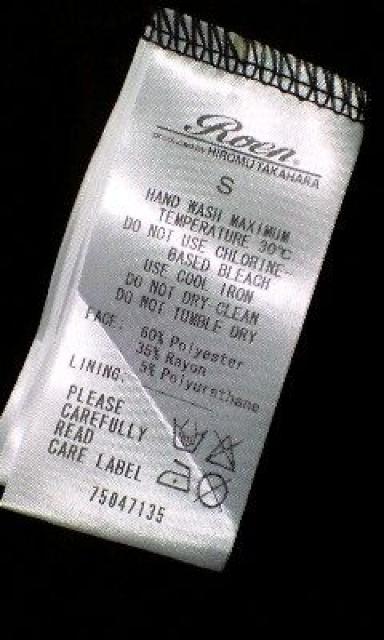 Roen
HIROMU TAKAHARA
S
HAND WASH MAXIMUM
TEMPERATURE 30°C
DO NOT USE CHLORINE-
BASED BLEACH
USE COOL IRON
DO NOT DRY CLEAN
DO NOT TUMBLE DRY
FACE: 60% Polyester
35% Rayon
5% Polyurethane
LINING:
PLEASE
CAREFULLY
READ
CARE LABEL
75047135